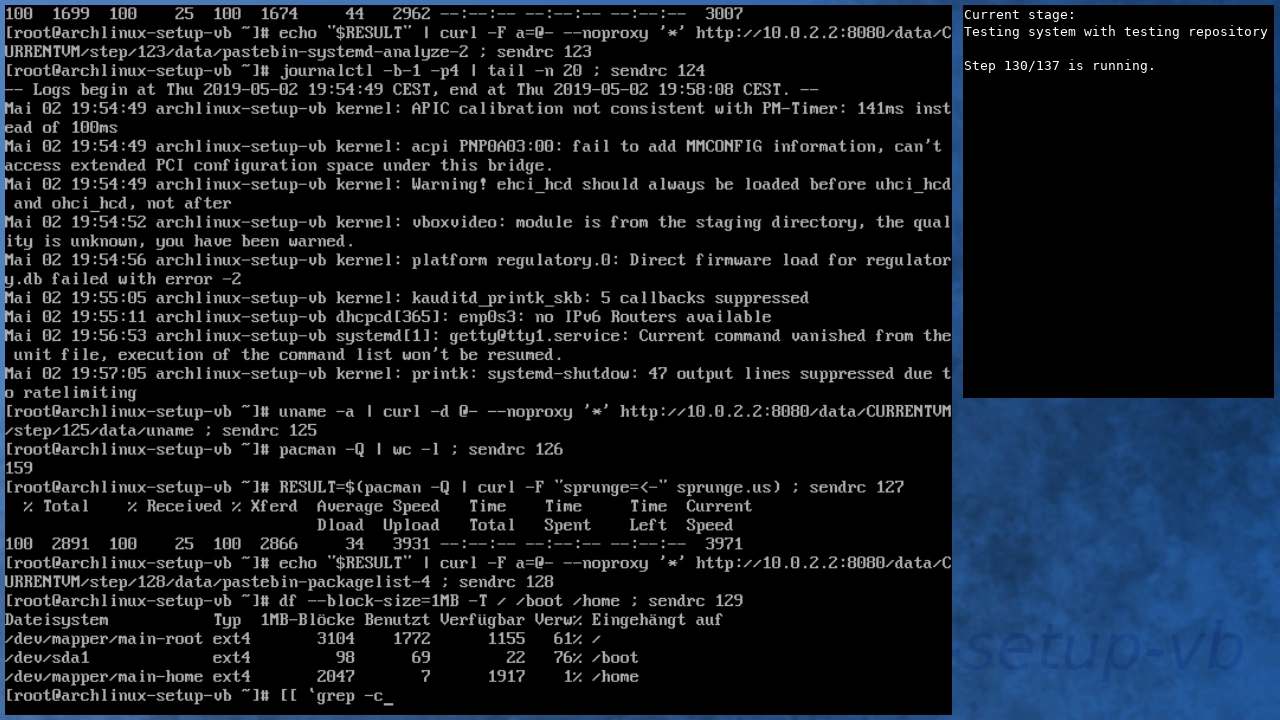 100  1699  100    25  100  1674     44   2962 --:--:-- --:--:-- --:--:--  3007
[root@archlinux-setup-vb ~]# echo "$RESULT" | curl -F a=@- --noproxy '*' http://10.0.2.2:8080/data/C
URRENTVM/step/123/data/pastebin-systemd-analyze-2 ; sendrc 123
[root@archlinux-setup-vb ~]# journalctl -b-1 -p4 | tail -n 20 ; sendrc 124
-- Logs begin at Thu 2019-05-02 19:54:49 CEST, end at Thu 2019-05-02 19:58:08 CEST. --
Mai 02 19:54:49 archlinux-setup-vb kernel: APIC calibration not consistent with PM-Timer: 141ms inst
ead of 100ms
Mai 02 19:54:49 archlinux-setup-vb kernel: acpi PNP0A03:00: fail to add MMCONFIG information, can't
access extended PCI configuration space under this bridge.
Mai 02 19:54:49 archlinux-setup-vb kernel: Warning! ehci_hcd should always be loaded before uhci_hcd
 and ohci_hcd, not after
Mai 02 19:54:52 archlinux-setup-vb kernel: vboxvideo: module is from the staging directory, the qual
ity is unknown, you have been warned.
Mai 02 19:54:56 archlinux-setup-vb kernel: platform regulatory.0: Direct firmware load for regulator
y.db failed with error -2
Mai 02 19:55:05 archlinux-setup-vb kernel: kauditd_printk_skb: 5 callbacks suppressed
Mai 02 19:55:11 archlinux-setup-vb dhcpcd[365]: enp0s3: no IPv6 Routers available
Mai 02 19:56:53 archlinux-setup-vb systemd[1]: getty@tty1.service: Current command vanished from the
 unit file, execution of the command list won't be resumed.
Mai 02 19:57:05 archlinux-setup-vb kernel: printk: systemd-shutdow: 47 output lines suppressed due t
o ratelimiting
[root@archlinux-setup-vb ~]# uname -a | curl -d @- --noproxy '*' http://10.0.2.2:8080/data/CURRENTVM
/step/125/data/uname ; sendrc 125
[root@archlinux-setup-vb ~]# pacman -Q | wc -l ; sendrc 126
159
[root@archlinux-setup-vb ~]# RESULT=$(pacman -Q | curl -F "sprunge=<-" sprunge.us) ; sendrc 127
  % Total    % Received % Xferd  Average Speed   Time    Time     Time  Current
                                 Dload  Upload   Total   Spent    Left  Speed
100  2891  100    25  100  2866     34   3931 --:--:-- --:--:-- --:--:--  3971
[root@archlinux-setup-vb ~]# echo "$RESULT" | curl -F a=@- --noproxy '*' http://10.0.2.2:8080/data/C
URRENTVM/step/128/data/pastebin-packagelist-4 ; sendrc 128
[root@archlinux-setup-vb ~]# df --block-size=1MB -T / /boot /home ; sendrc 129
Dateisystem           Typ  1MB-Blöcke Benutzt Verfügbar Verw% Eingehängt auf
/dev/mapper/main-root ext4       3104    1772      1155   61% /
/dev/sda1             ext4         98      69        22   76% /boot
/dev/mapper/main-home ext4       2047       7      1917    1% /home
[root@archlinux-setup-vb ~]# [[ `grep -c_
Current stage:
Testing system with testing repository
Step 130/137 is running.
-setup-vb